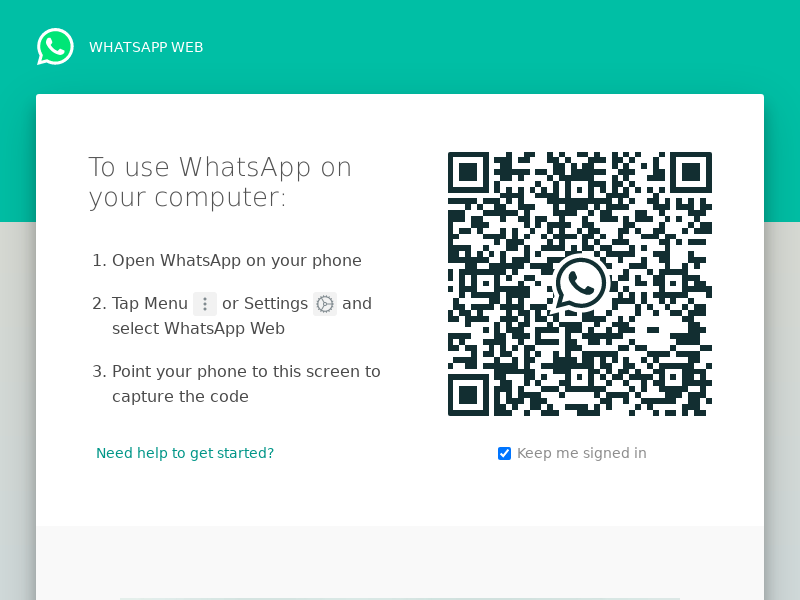 WHATSAPP WEB
To use WhatsApp on
your computer:
1. Open WhatsApp on your phone
2. Tap Menu or Settings and
select WhatsApp Web
3. Point your phone to this screen to
capture the code
Need help to get started?
Keep me signed in